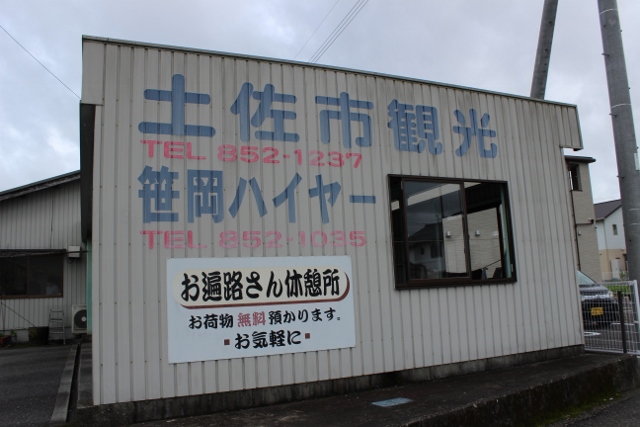 土佐市観光
TEL 852-1237
笹岡ハイヤー
TEL 852-1035
お遍路さん休憩所
お荷物 無料 預かります。
▪お気軽に▪